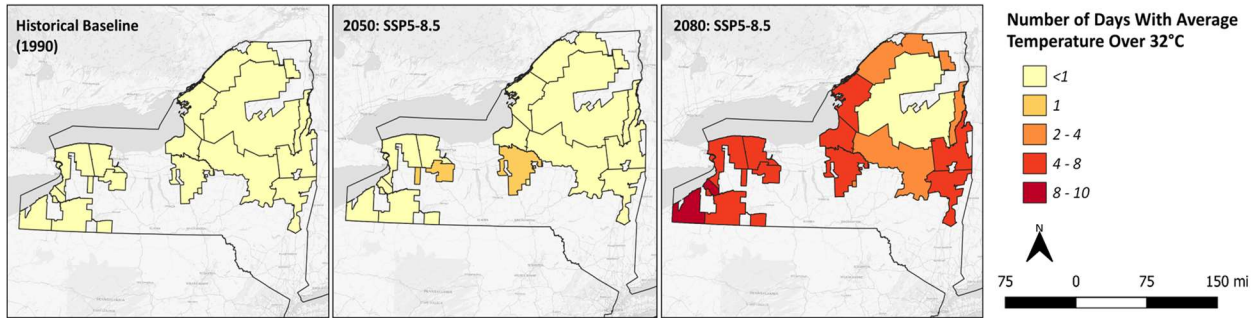 Historical Baseline
(1990)
2050: SSP5-8.5
2080: SSP5-8.5
Number of Days With Average
Temperature Over 32°C
<1
1
2 - 4
4 - 8
8 - 10
N
75 0 75 150 mi